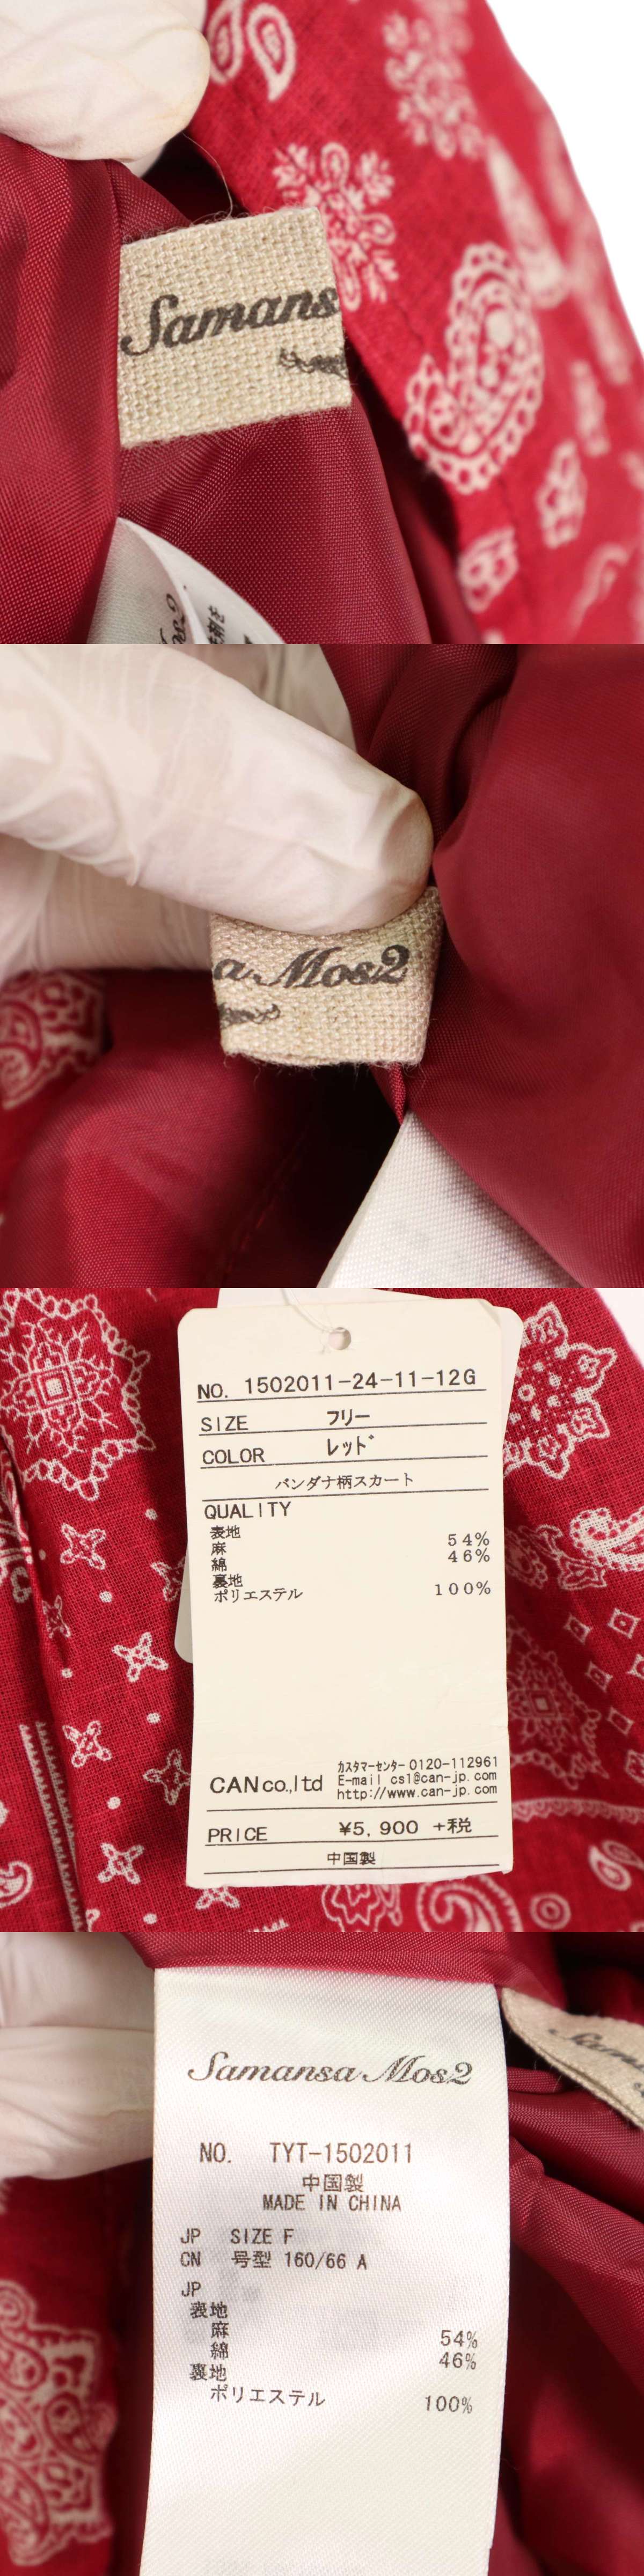 Samans
a Mos2
NO. 1502011-24-11-12G
SIZE フリー
COLOR レッド
バンダナ柄スカート
QUALITY
表地
麻 54%
綿 46%
裏地
ポリエステル 100%
CAN co.,ltd
カスタマーセンター 0120-112961
E-mail cs1@can-jp.com
http://www.can-jp.com
PRICE ¥5,900 +税
中国製
Samansa Mos2
NO. TYT-1502011
中国製
MADE IN CHINA
JP SIZE F
CN 号型 160/66 A
JP
表地
麻 54%
綿 46%
裏地
ポリエステル 100%